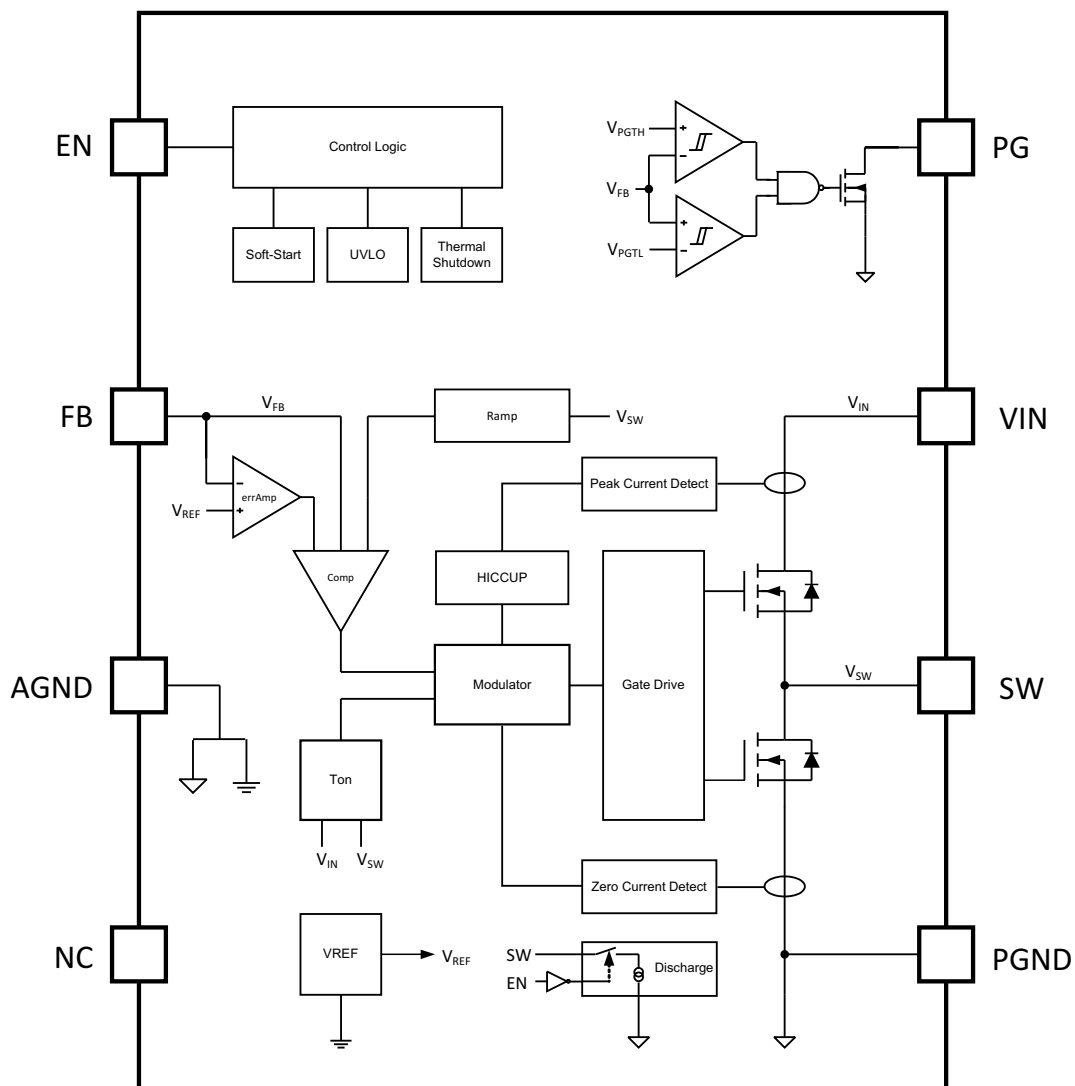 EN
Control Logic
Soft-Start
UVLO
Thermal
Shutdown
VPGTH
+
−
VFB
+
VPGTL
−
PG
FB
VFB
Ramp
VSW
VIN
VIN
−
errAmp
VREF
+
Peak Current Detect
Comp
HICCUP
AGND
Modulator
Gate Drive
VSW
SW
Ton
VIN
VSW
Zero Current Detect
NC
VREF
VREF
SW
EN
Discharge
PGND